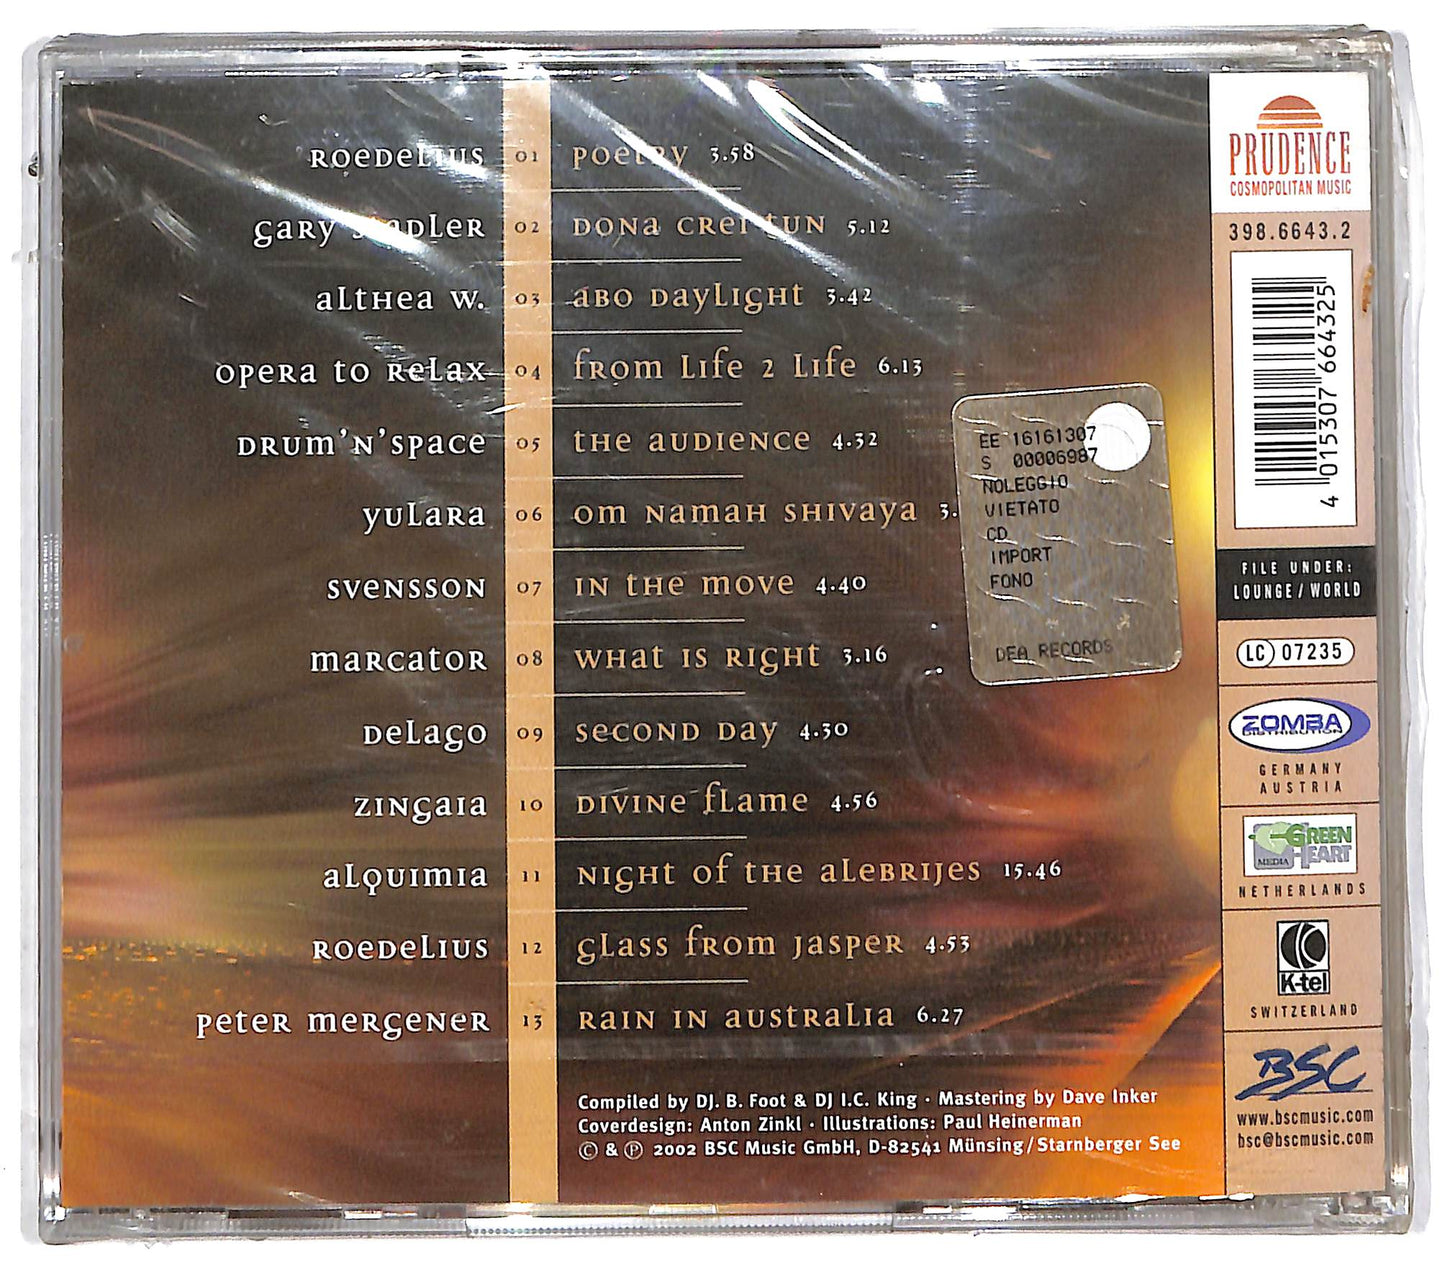 ROEDELIUS 01 POETRY 3.58
GARY STADLER 02 DONA CREI TUN 5.12
ALTHEA W. 03 ABO DAYLIGHT 3.42
OPERA TO RELAX 04 FROM LIFE 2 LIFE 6.13
DRUM'N'SPACE 05 THE AUDIENCE 4.32
YULARA 06 OM NAMAH SHIVAYA 3.
SVENSSON 07 IN THE MOVE 4.40
MARCATOR 08 WHAT IS RIGHT 3.16
DELAGO 09 SECOND DAY 4.30
ZINGAIA 10 DIVINE FLAME 4.56
ALQUIMIA 11 NIGHT OF THE ALEBRIJES 15.46
ROEDELIUS 12 GLASS FROM JASPER 4.53
PETER MERGENER 13 RAIN IN AUSTRALIA 6.27
Compiled by DJ. B. Foot & DJ I.C. King · Mastering by Dave Inker
Coverdesign: Anton Zinkl · Illustrations: Paul Heinerman
© & ℗ 2002 BSC Music GmbH, D-82541 Münsing/Starnberger See
EE 16161307
S 00006987
NOLEGGIO
VIETATO
CD
IMPORT
FONO
DEA RECORDS
PRUDENCE
COSMOPOLITAN MUSIC
398.6643.2
4 015307 664325
FILE UNDER:
LOUNGE/WORLD
LC 07235
ZOMBA
DISTRIBUTION
GERMANY
AUSTRIA
GREEN
MEDIA HEART
NETHERLANDS
K-tel
SWITZERLAND
BSC
www.bscmusic.com
bsc@bscmusic.com